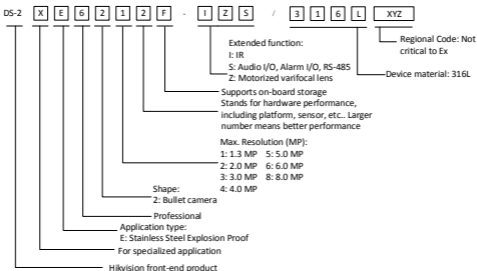 DS-2 X E 6 2 1 2 F - I Z S / 3 1 6 L XYZ
Regional Code: Not
critical to Ex
Device material: 316L
Extended function:
I: IR
S: Audio I/O, Alarm I/O, RS-485
Z: Motorized varifocal lens
Supports on-board storage
Stands for hardware performance,
including platform, sensor, etc.. Larger
number means better performance
Max. Resolution (MP):
1: 1.3 MP 5: 5.0 MP
2: 2.0 MP 6: 6.0 MP
3: 3.0 MP 8: 8.0 MP
4: 4.0 MP
Shape:
2: Bullet camera
Professional
Application type:
E: Stainless Steel Explosion Proof
For specialized application
Hikvision front-end product